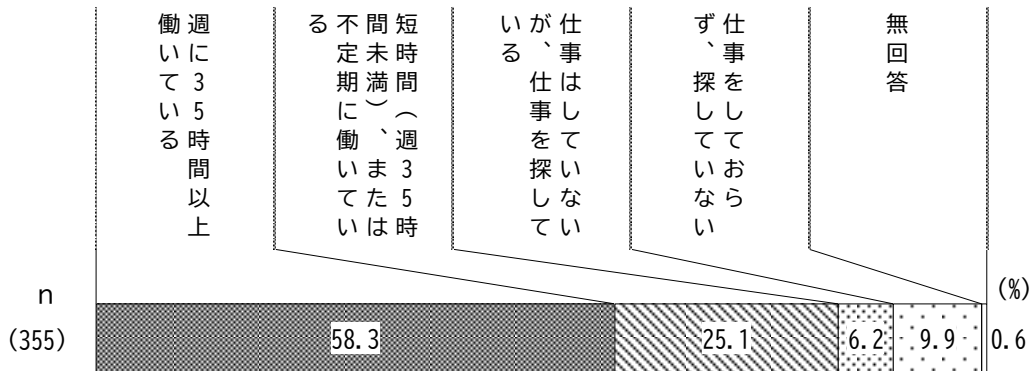 週に３５時間以上
働いている
短時間（週３５時
間未満）、または
不定期に働いてい
る
仕事はしていない
が、仕事を探して
いる
仕事をしておら
ず、探していない
無回答
n
(%)
(355)
58.3
25.1
6.2
9.9
0.6